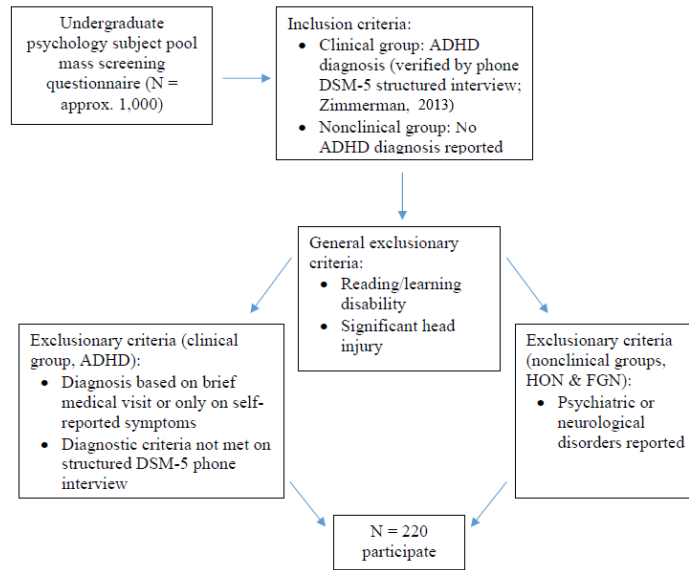 Undergraduate
psychology subject pool
mass screening
questionnaire (N =
approx. 1,000)
Inclusion criteria:
• Clinical group: ADHD
diagnosis (verified by phone
DSM-5 structured interview;
Zimmerman, 2013)
• Nonclinical group: No
ADHD diagnosis reported
General exclusionary
criteria:
• Reading/learning
disability
• Significant head
injury
Exclusionary criteria (clinical
group, ADHD):
• Diagnosis based on brief
medical visit or only on self-
reported symptoms
• Diagnostic criteria not met on
structured DSM-5 phone
interview
Exclusionary criteria
(nonclinical groups,
HON & FGN):
• Psychiatric or
neurological
disorders reported
N = 220
participate